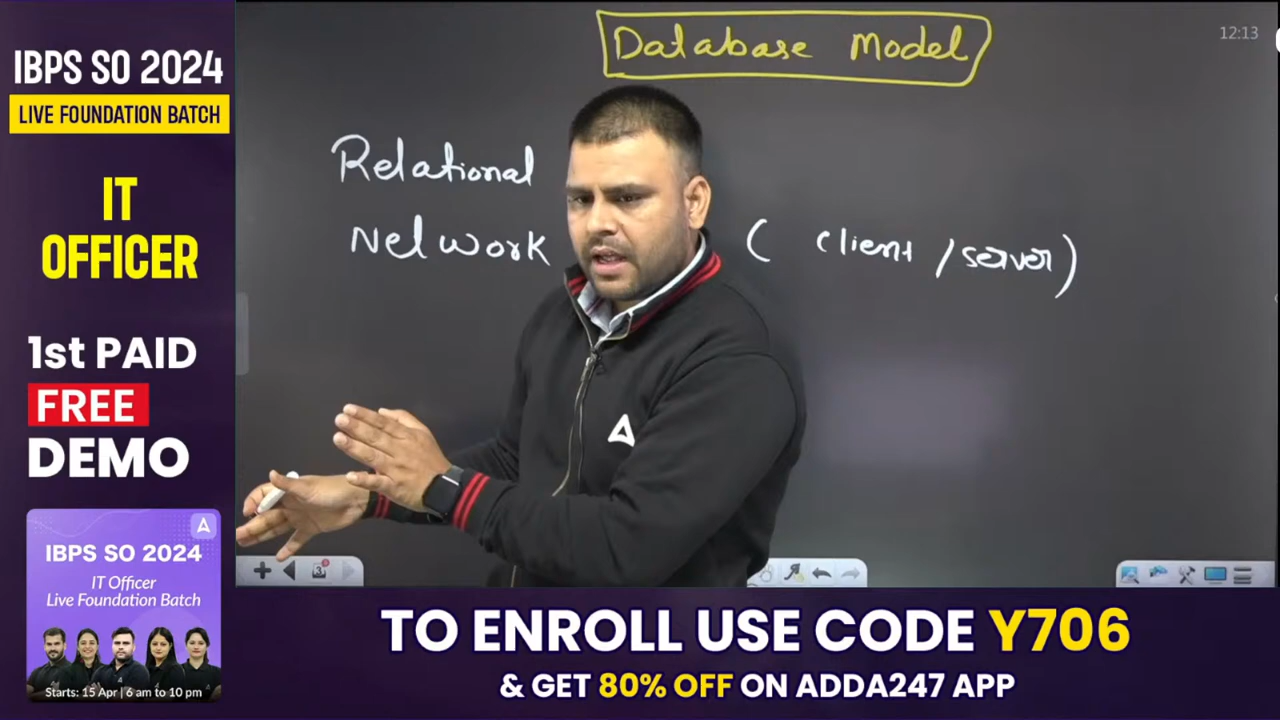 IBPS SO 2024
LIVE FOUNDATION BATCH
IT
OFFICER
1st PAID
FREE
DEMO
IBPS SO 2024
IT Officer
Live Foundation Batch
Starts: 15 Apr | 6 am to 10 pm
Database Model
12:13
Relational
Network ( client / server )
3
TO ENROLL USE CODE Y706
& GET 80% OFF ON ADDA247 APP